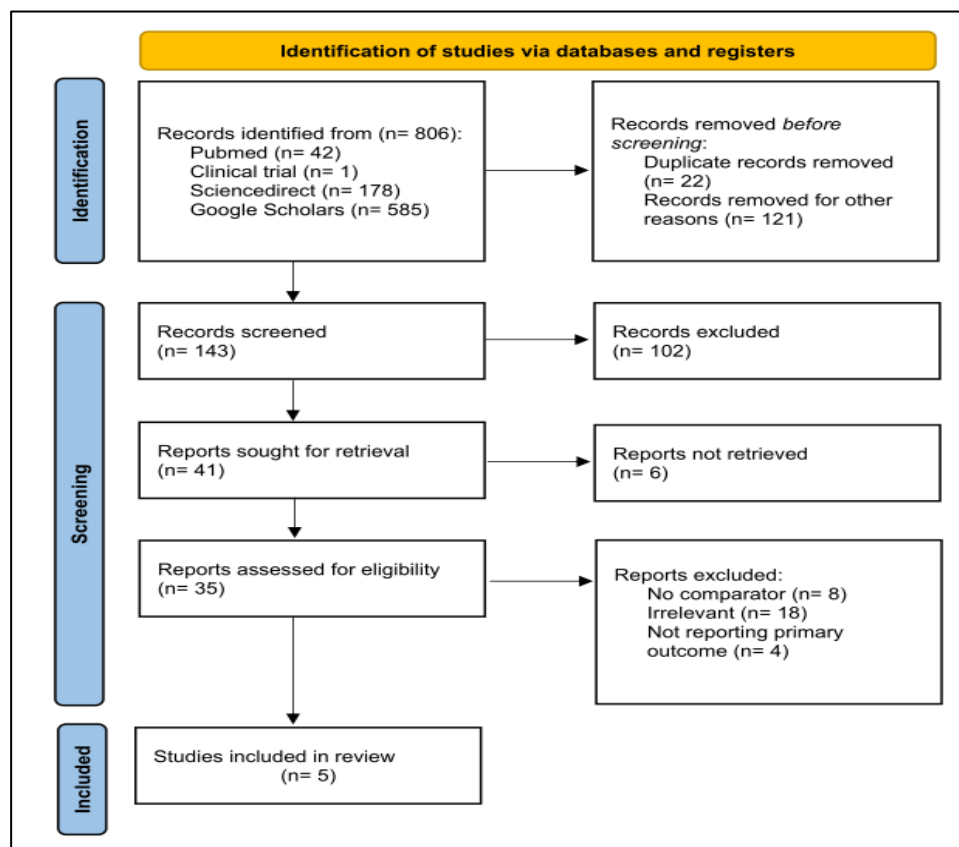 Identification of studies via databases and registers
Identification
Records identified from (n= 806):
Pubmed (n= 42)
Clinical trial (n= 1)
Sciencedirect (n= 178)
Google Scholars (n= 585)
Records removed before
screening:
Duplicate records removed
(n= 22)
Records removed for other
reasons (n= 121)
Screening
Records screened
(n= 143)
Records excluded
(n= 102)
Reports sought for retrieval
(n= 41)
Reports not retrieved
(n= 6)
Reports assessed for eligibility
(n= 35)
Reports excluded:
No comparator (n= 8)
Irrelevant (n= 18)
Not reporting primary
outcome (n= 4)
Included
Studies included in review
(n= 5)